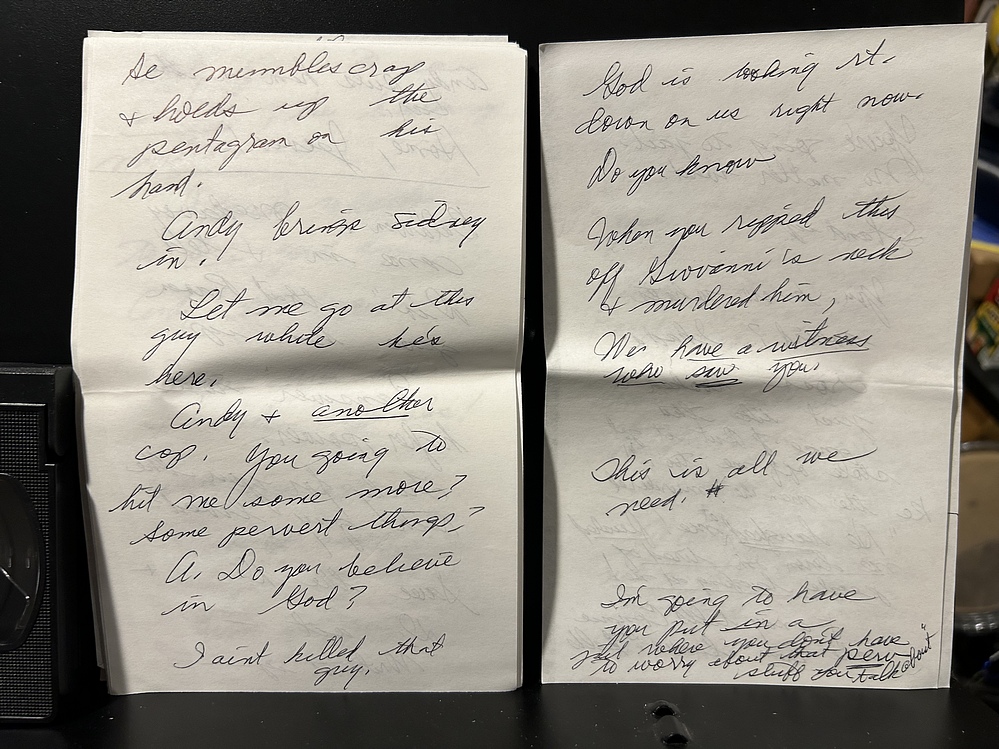 He mumbles crap
& holds up the
pentagram on his
hand.
Andy brings Sidney
in.
Let me go at this
guy while he's
here.
Andy & another
cop. You going to
hit me some more?
Some pervert things?
A. Do you believe
in God?
I aint killed that
guy.
God is looking rt.
down on us right now.
Do you know
When you ripped this
off Giovanni's neck
& murdered him,
We have a witness
who saw you.
This is all we
need. #
I'm going to have
you put in a
jail where you don't have
to worry about that perv
stuff you talk about"